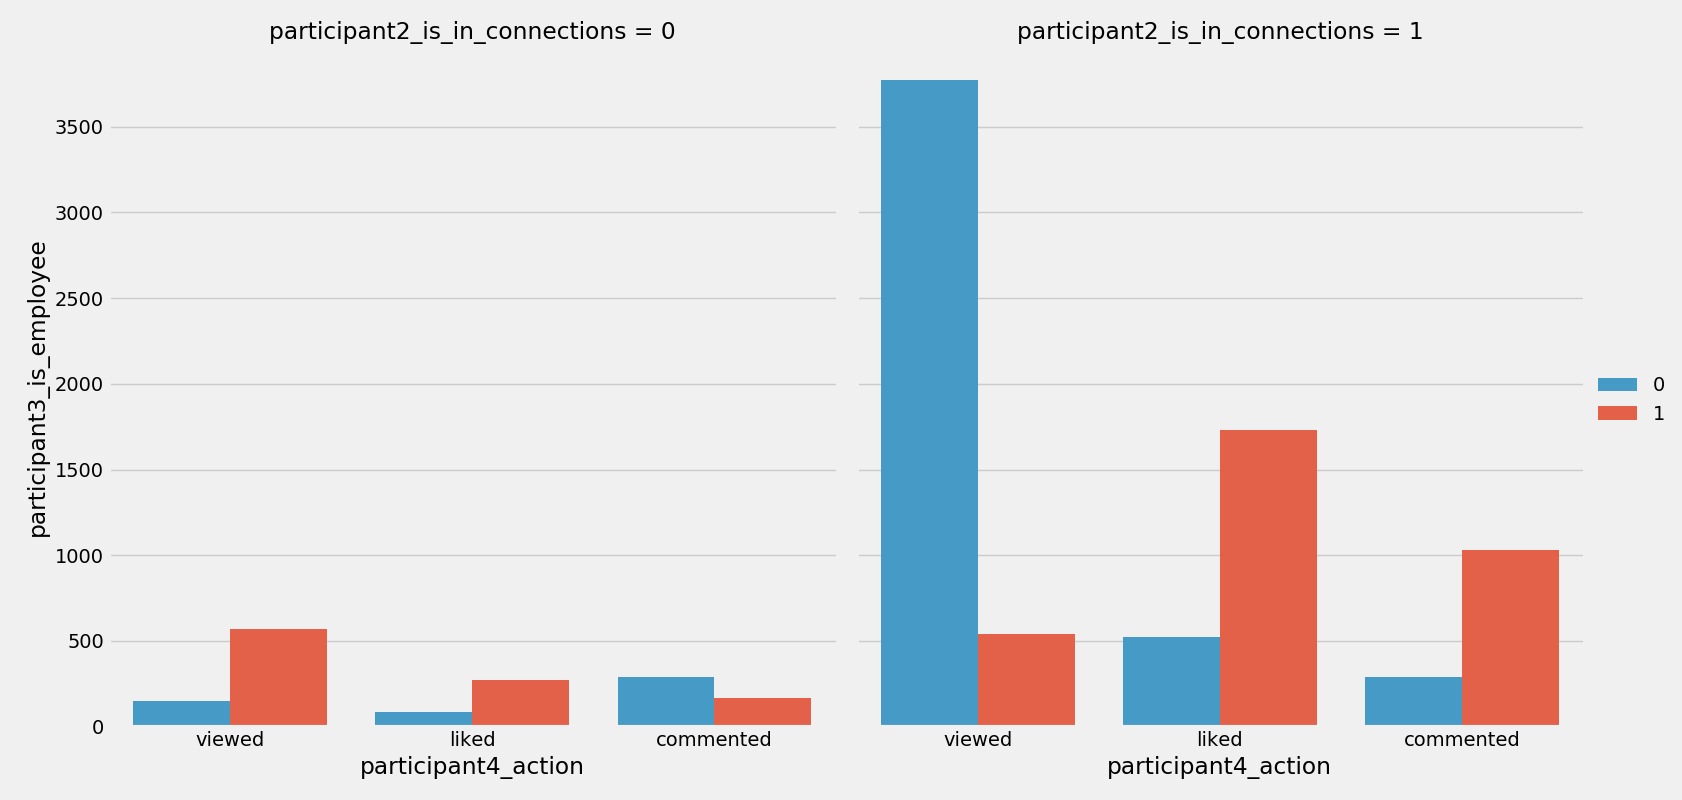 participant2_is_in_connections = 0
participant2_is_in_connections = 1
participant3_is_employee
3500
3000
2500
2000
1500
1000
500
0
viewed liked commented
participant4_action
viewed liked commented
participant4_action
0
1